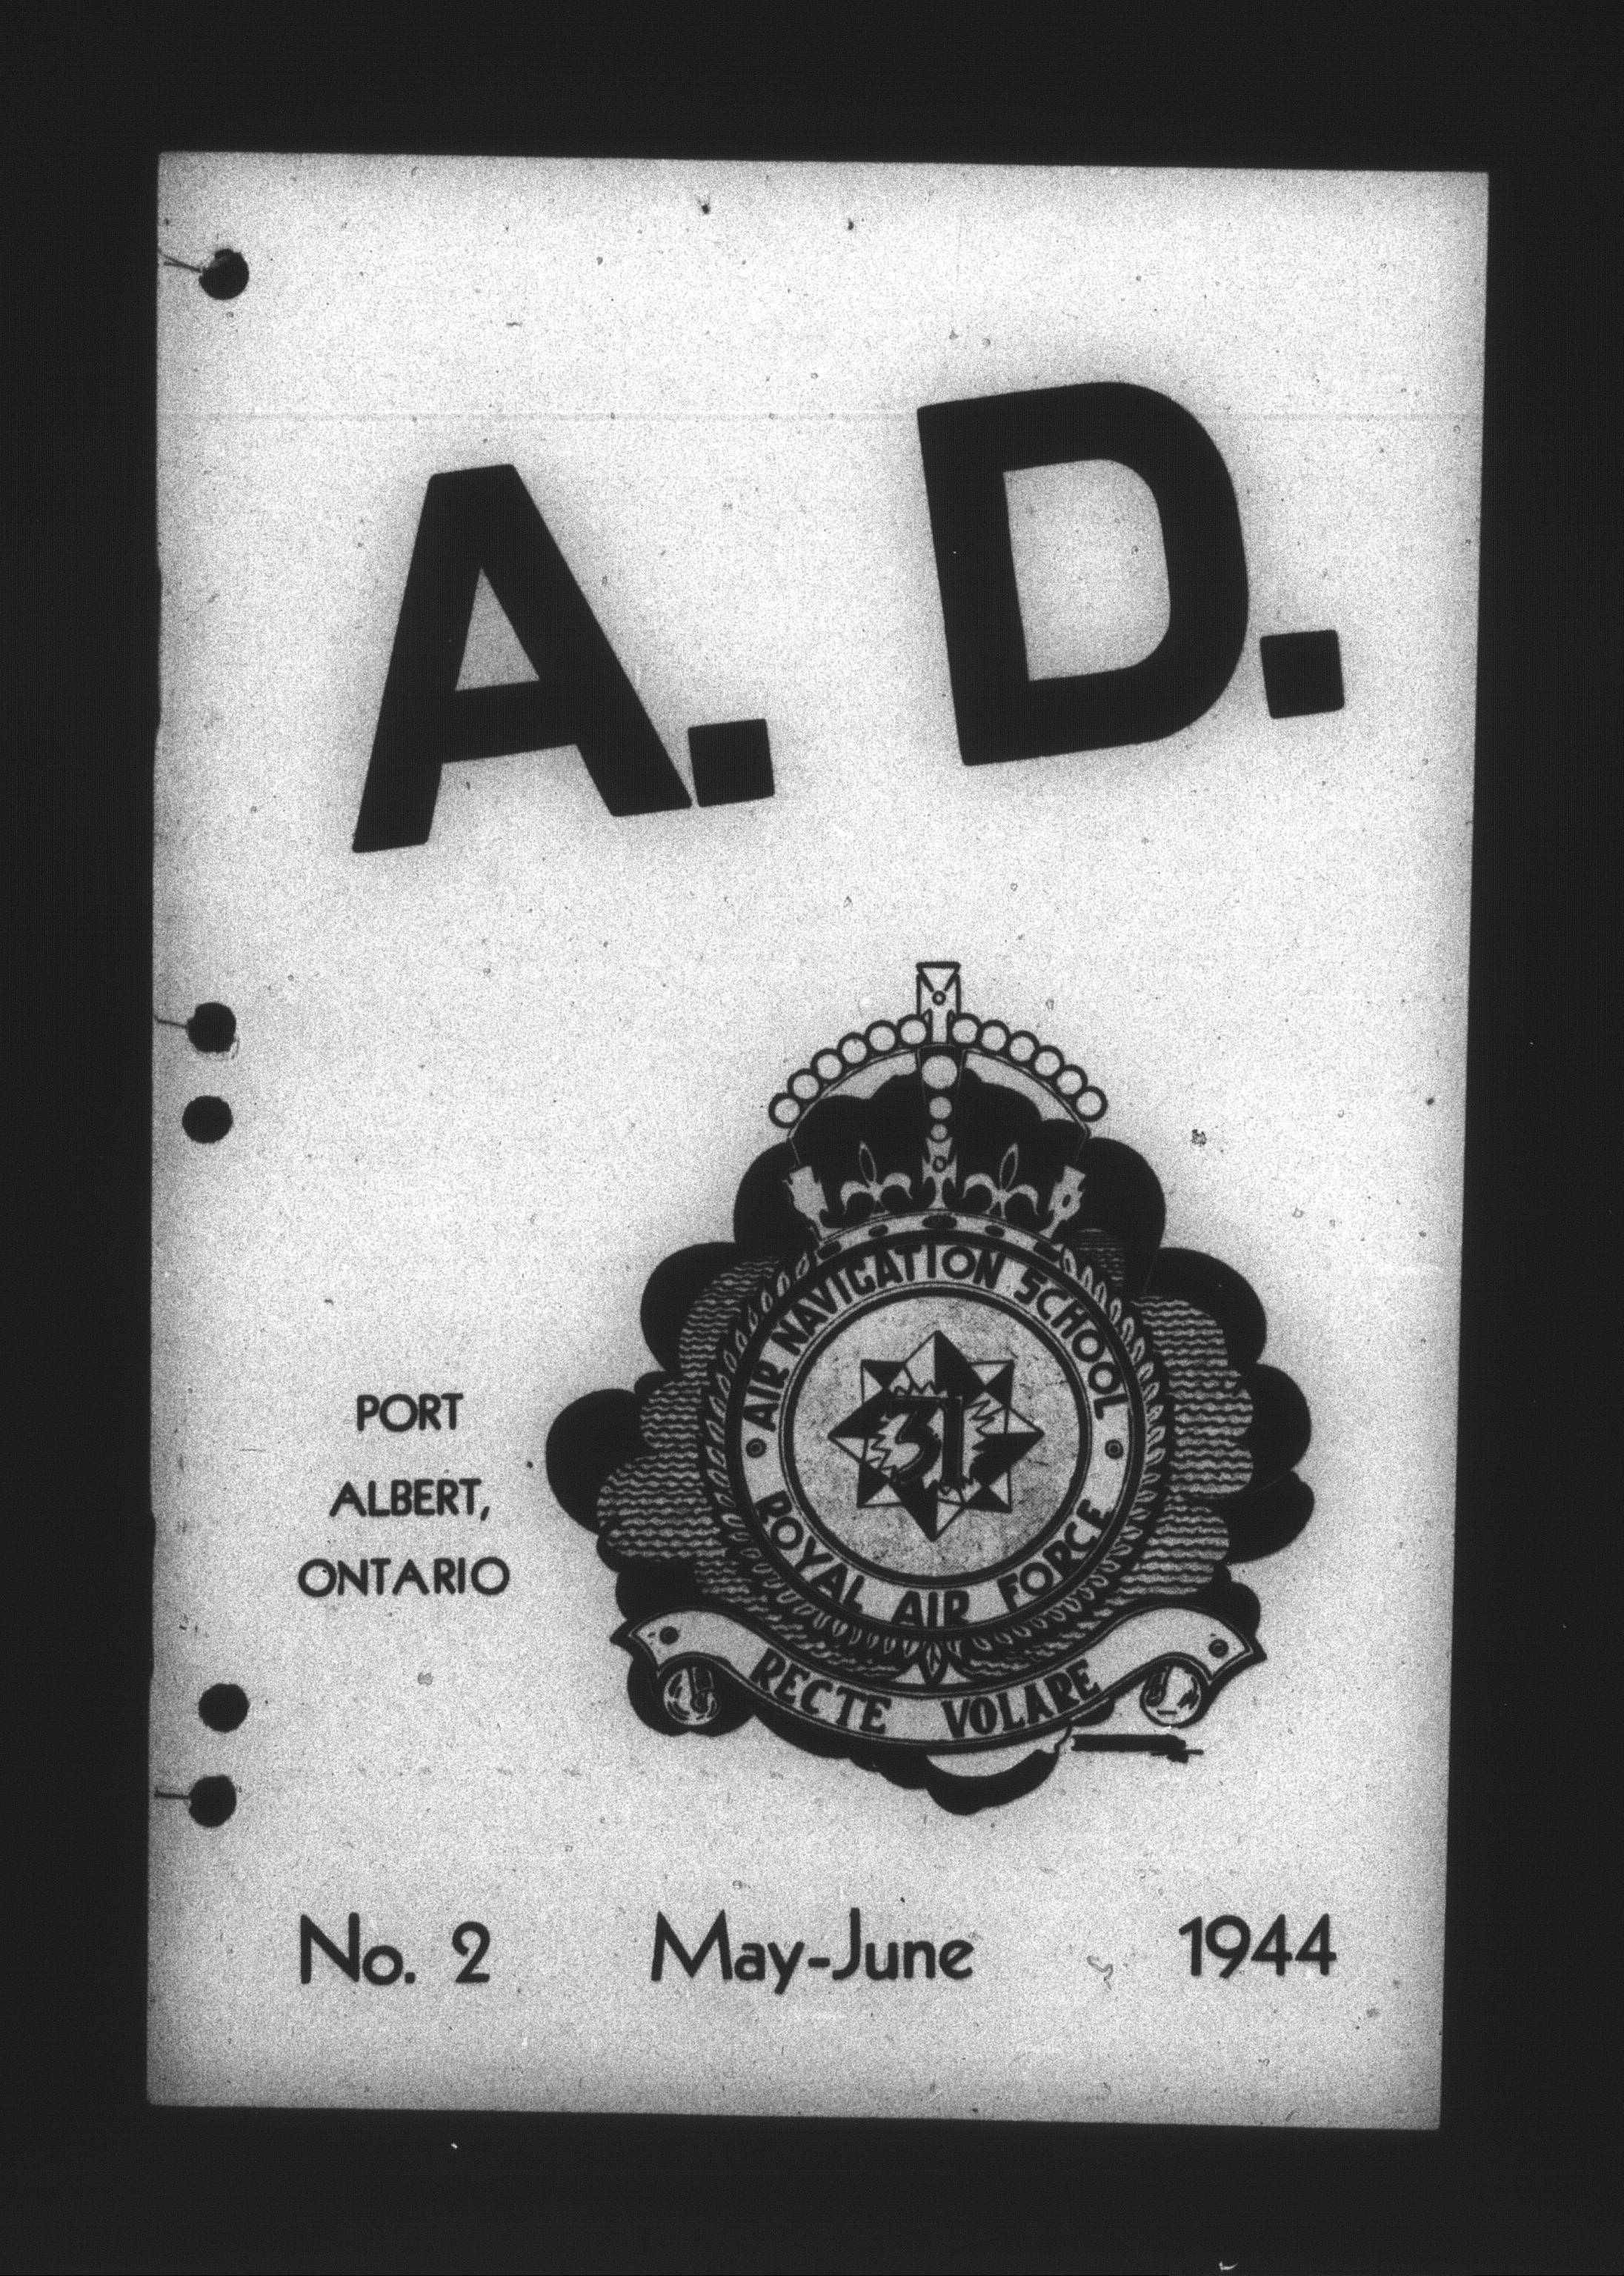 A. D.
AIR NAVIGATION SCHOOL
31
ROYAL AIR FORCE
RECTE VOLARE
PORT
ALBERT,
ONTARIO
No. 2 May-June 1944